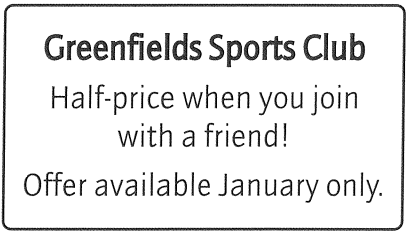 Greenfields Sports Club
Half-price when you join
with a friend!
Offer available January only.